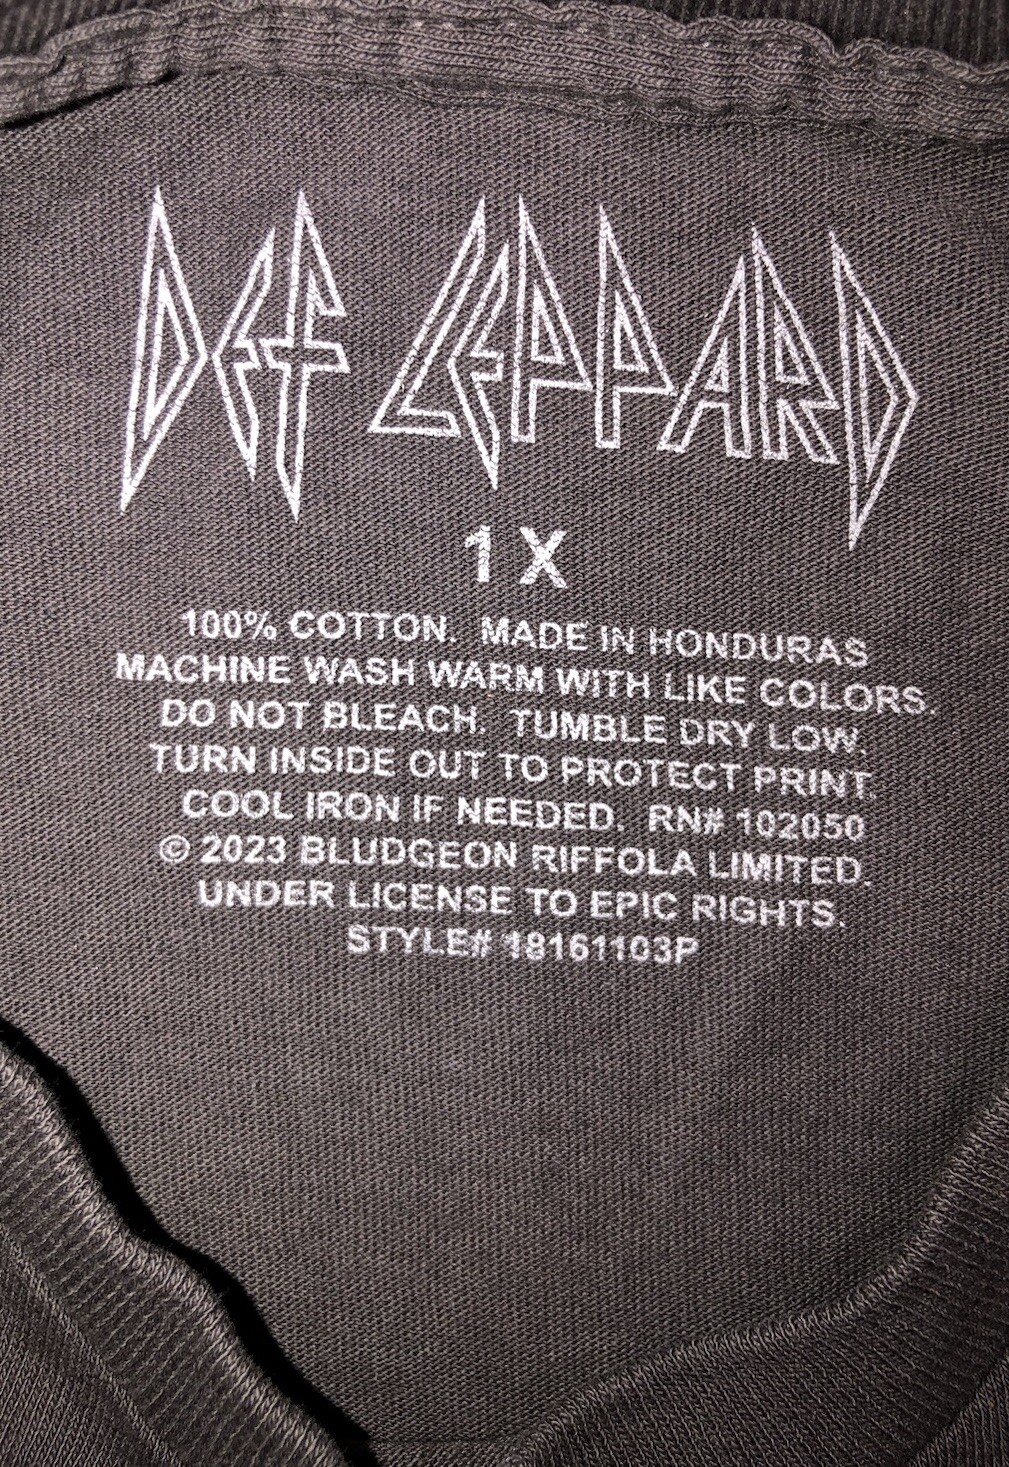 DEF LEPPARD
1X
100% COTTON. MADE IN HONDURAS
MACHINE WASH WARM WITH LIKE COLORS.
DO NOT BLEACH. TUMBLE DRY LOW.
TURN INSIDE OUT TO PROTECT PRINT.
COOL IRON IF NEEDED. RN# 102050
© 2023 BLUDGEON RIFFOLA LIMITED.
UNDER LICENSE TO EPIC RIGHTS.
STYLE# 18161103P